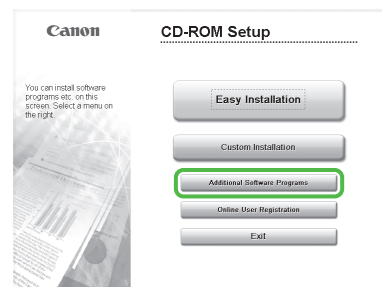 Canon
CD-ROM Setup
You can install software
programs etc. on this
screen. Select a menu on
the right.
Easy Installation
Custom Installation
Additional Software Programs
Online User Registration
Exit